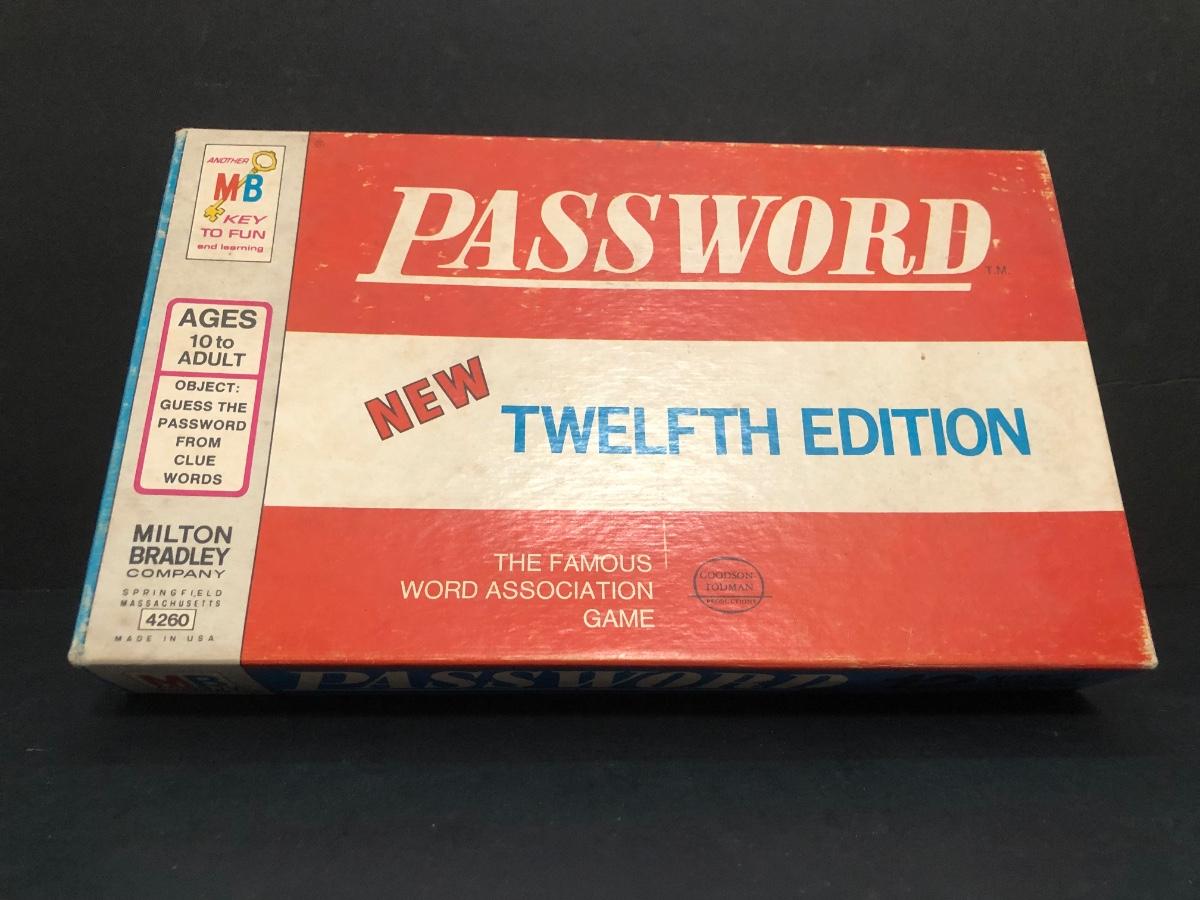 ANOTHER
MB
KEY
TO FUN
and learning
AGES
10 to
ADULT
OBJECT:
GUESS THE
PASSWORD
FROM
CLUE
WORDS
MILTON
BRADLEY
COMPANY
SPRINGFIELD
MASSACHUSETTS
4260
MADE IN USA
®
PASSWORD
T.M.
NEW
TWELFTH EDITION
THE FAMOUS
WORD ASSOCIATION
GAME
GOODSON
TODMAN
PRODUCTIONS
MB
PASSWORD